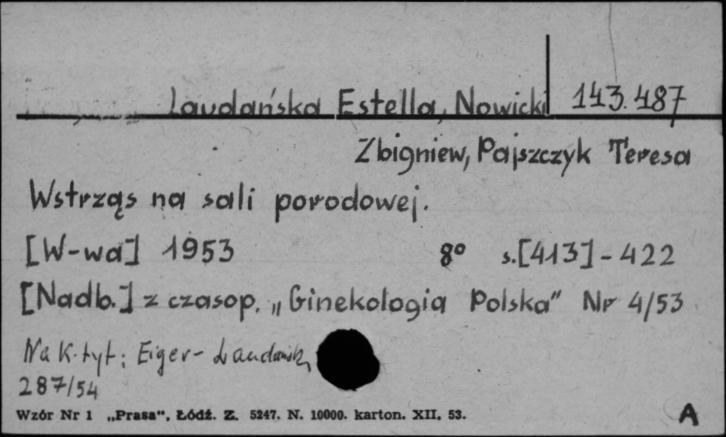 Laudańska Estella, Nowicki 143.487
Zbigniew, Pajszczyk Teresa
Wstrząs na sali porodowej.
[W-wa] 1953 8° s.[413]-422
[Nadb.] z czasop. „Ginekologia Polska" Nr 4/53
Na k. tyt: Eiger-
287/54
Wzór Nr 1 „Prasa", Łódź. Z. 5247. N. 10000. karton. XII. 53. A